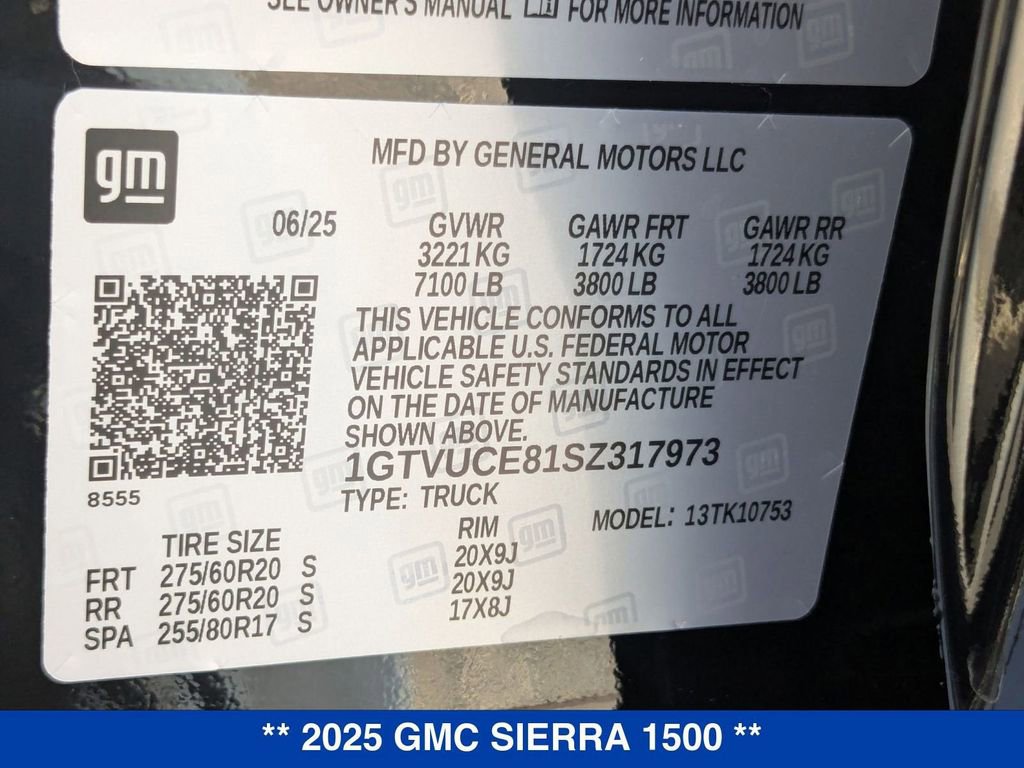 SEE OWNER'S MANUAL FOR MORE INFORMATION
gm
MFD BY GENERAL MOTORS LLC
06/25 GVWR GAWR FRT GAWR RR
3221 KG 1724 KG 1724 KG
7100 LB 3800 LB 3800 LB
THIS VEHICLE CONFORMS TO ALL
APPLICABLE U.S. FEDERAL MOTOR
VEHICLE SAFETY STANDARDS IN EFFECT
ON THE DATE OF MANUFACTURE
SHOWN ABOVE.
1GTVUCE81SZ317973
8555
TYPE: TRUCK
MODEL: 13TK10753
TIRE SIZE RIM
FRT 275/60R20 S 20X9J
RR 275/60R20 S 20X9J
SPA 255/80R17 S 17X8J
** 2025 GMC SIERRA 1500 **